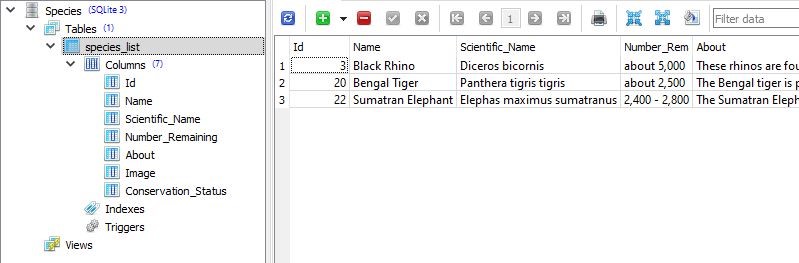 Species (SQLite 3)
Tables (1)
species_list
Columns (7)
Id
Name
Scientific_Name
Number_Remaining
About
Image
Conservation_Status
Indexes
Triggers
Views
1
Filter data
Id Name Scientific_Name Number_Rem About
1 3 Black Rhino Diceros bicornis about 5,000 These rhinos are fou
2 20 Bengal Tiger Panthera tigris tigris about 2,500 The Bengal tiger is p
3 22 Sumatran Elephant Elephas maximus sumatranus 2,400 - 2,800 The Sumatran Eleph